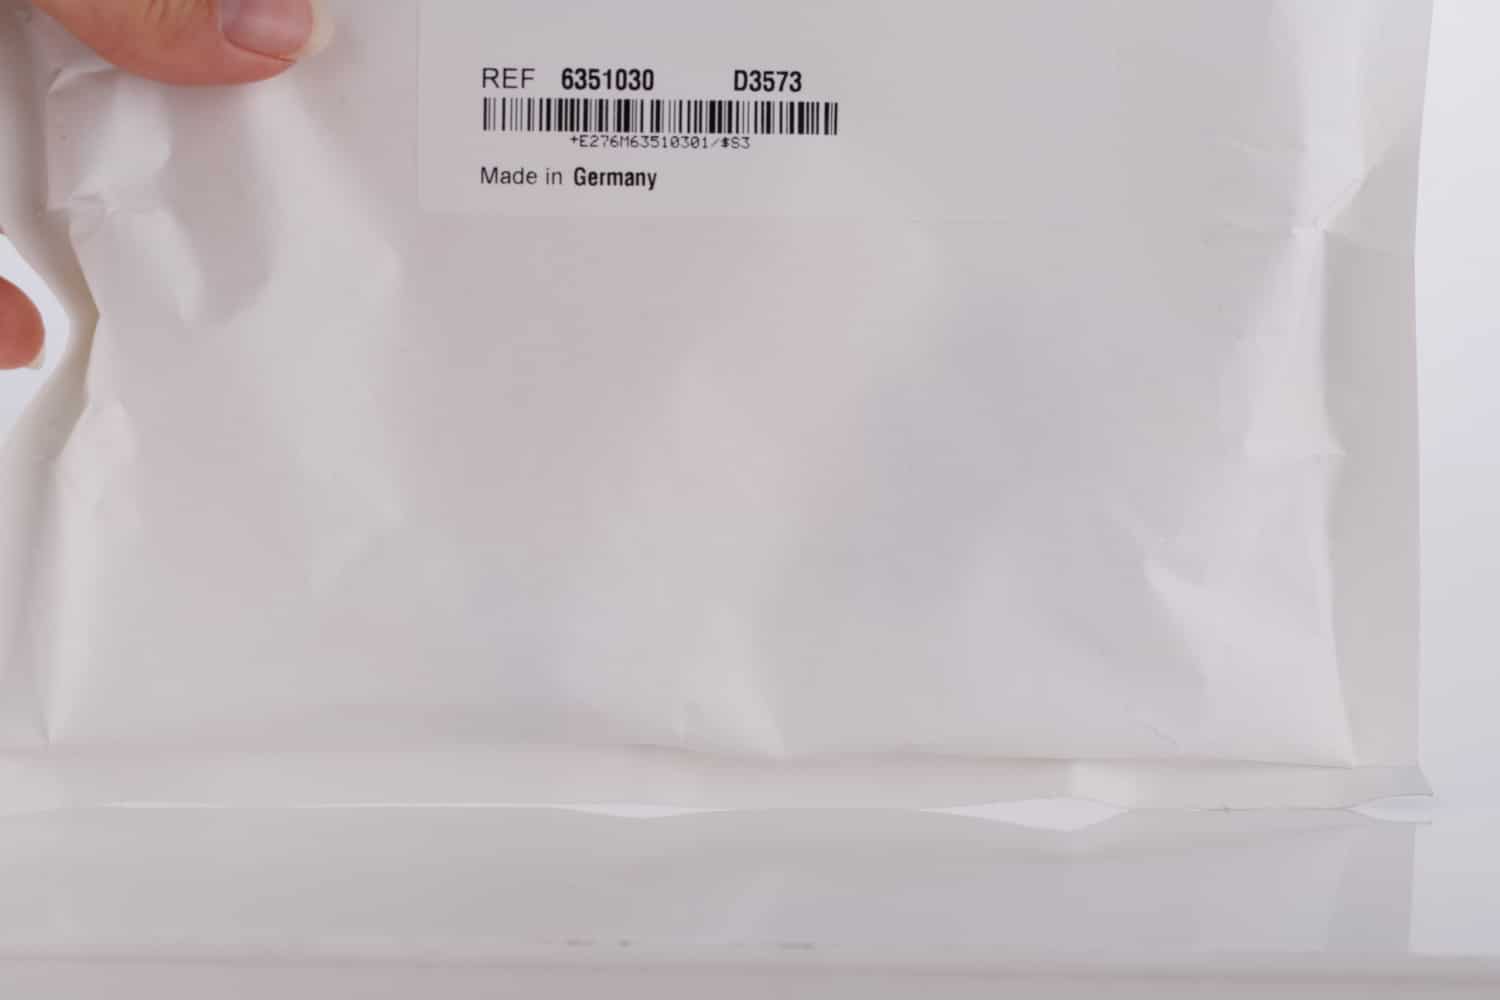 REF 6351030 D3573
+E276M63510301/$S3
Made in Germany